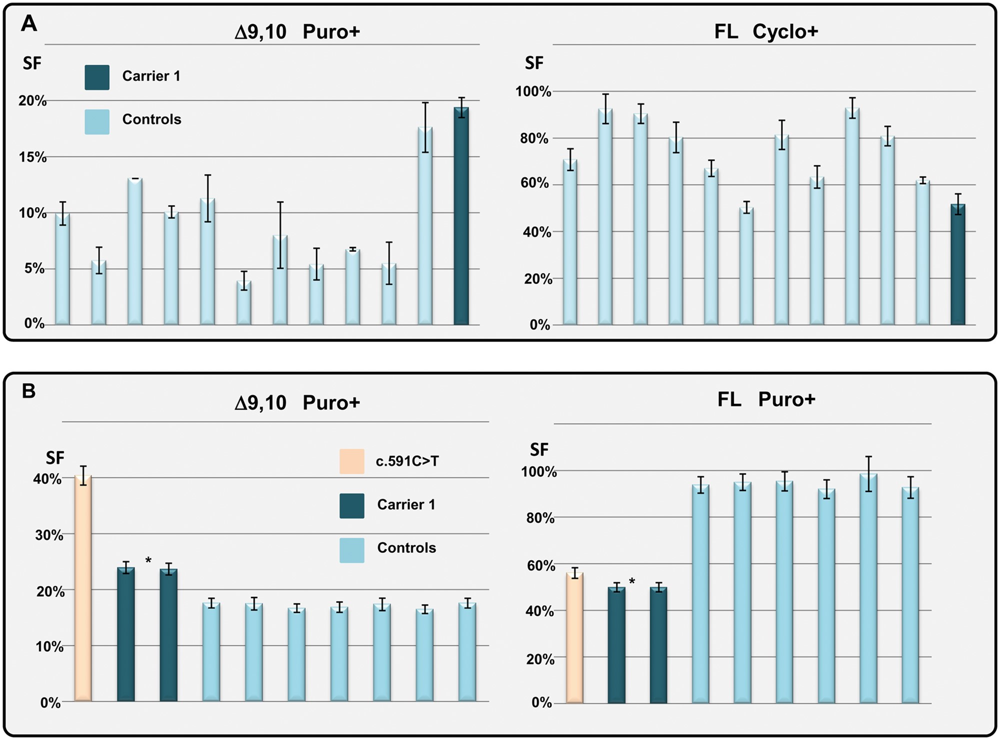 A
Δ9,10 Puro+
SF
Carrier 1
Controls
20%
15%
10%
5%
0%
FL Cyclo+
SF
100%
80%
60%
40%
20%
0%
B
Δ9,10 Puro+
SF
c.591C>T
Carrier 1
Controls
40%
30%
20%
10%
0%
*
FL Puro+
SF
100%
80%
60%
40%
20%
0%
*